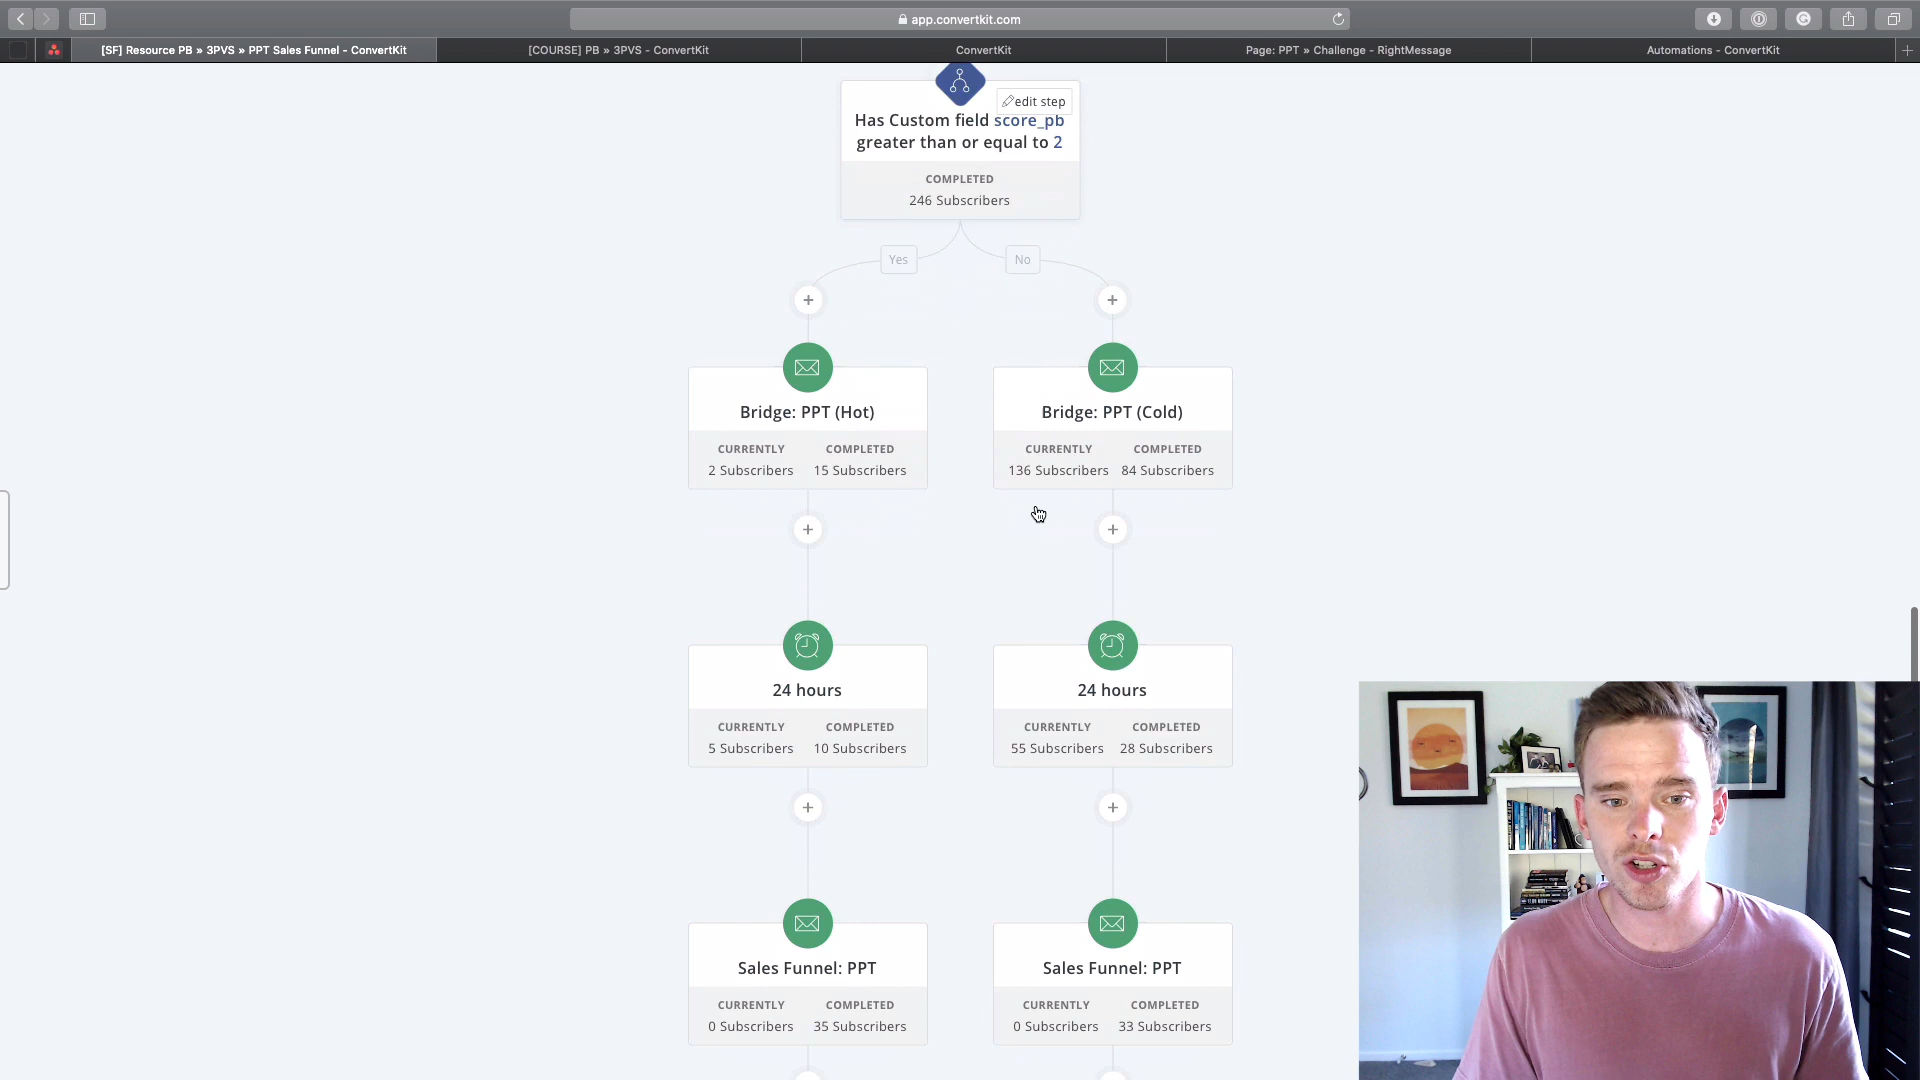 app.convertkit.com
[SF] Resource PB » 3PVS » PPT Sales Funnel - ConvertKit
[COURSE] PB » 3PVS - ConvertKit
ConvertKit
Page: PPT » Challenge - RightMessage
Automations - ConvertKit
edit step
Has Custom field score_pb
greater than or equal to 2
COMPLETED
246 Subscribers
Yes
No
Bridge: PPT (Hot)
CURRENTLY COMPLETED
2 Subscribers 15 Subscribers
Bridge: PPT (Cold)
CURRENTLY COMPLETED
136 Subscribers 84 Subscribers
24 hours
CURRENTLY COMPLETED
5 Subscribers 10 Subscribers
24 hours
CURRENTLY COMPLETED
55 Subscribers 28 Subscribers
Sales Funnel: PPT
CURRENTLY COMPLETED
0 Subscribers 35 Subscribers
Sales Funnel: PPT
CURRENTLY COMPLETED
0 Subscribers 33 Subscribers